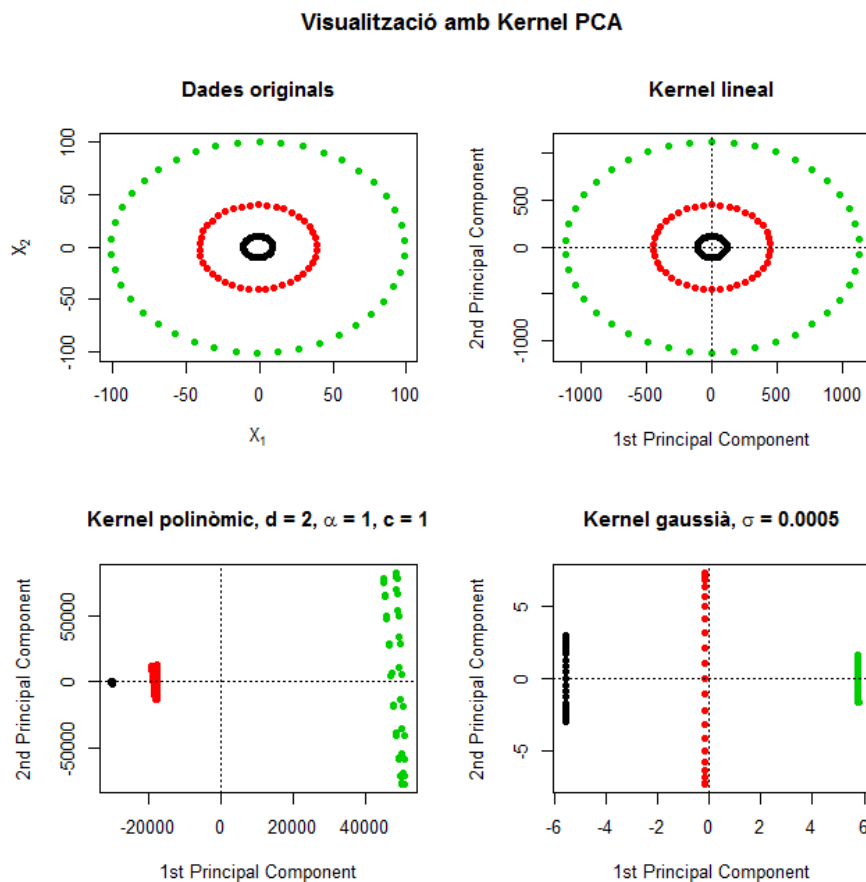 Visualització amb Kernel PCA
Dades originals
X2
100
50
0
-50
-100
-100 -50 0 50 100
X1
Kernel lineal
2nd Principal Component
500
0
-1000
-1000 -500 0 500 1000
1st Principal Component
Kernel polinòmic, d = 2, α = 1, c = 1
2nd Principal Component
50000
0
-50000
-20000 0 20000 40000
1st Principal Component
Kernel gaussià, σ = 0.0005
2nd Principal Component
5
0
-5
-6 -4 -2 0 2 4 6
1st Principal Component